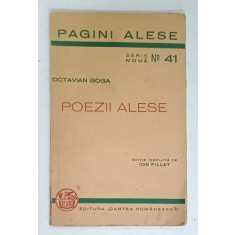 PAGINI ALESE
SERIE
NOUĂ
№ 41
OCTAVIAN GOGA
POEZII ALESE
EDIȚIE ÎNGRIJITĂ DE
ION PILLAT
EDITURA „CARTEA ROMÂNEASCĂ"